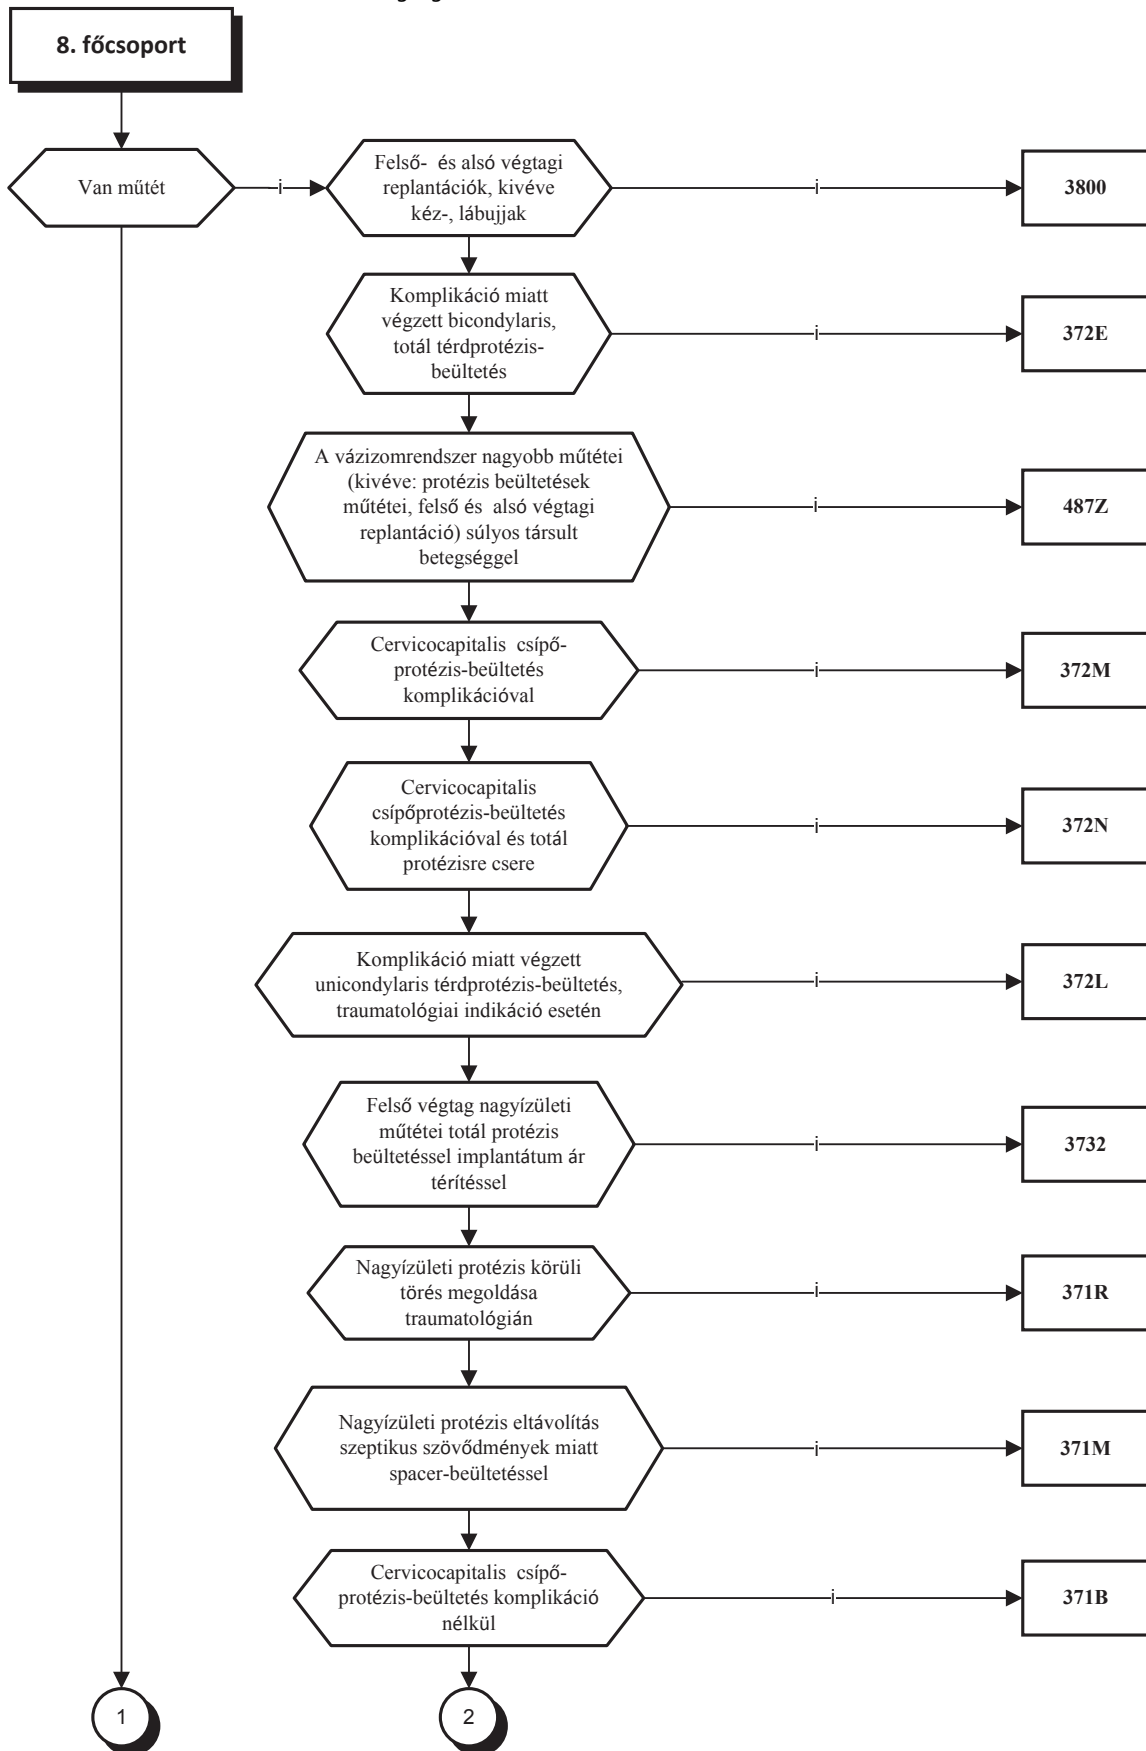 8. főcsoport
Van műtét
i
Felső- és alsó végtagi
replantációk, kivéve
kéz-, lábujjak
i
3800
Komplikáció miatt
végzett bicondylaris,
totál térdprotézis-
beültetés
i
372E
A vázizomrendszer nagyobb műtétei
(kivéve: protézis beültetések
műtétei, felső és alsó végtagi
replantáció) súlyos társult
betegséggel
i
487Z
Cervicocapitalis csípő-
protézis-beültetés
komplikációval
i
372M
Cervicocapitalis
csípőprotézis-beültetés
komplikációval és totál
protézisre csere
i
372N
Komplikáció miatt végzett
unicondylaris térdprotézis-beültetés,
traumatológiai indikáció esetén
i
372L
Felső végtag nagyízületi
műtétei totál protézis
beültetéssel implantátum ár
térítéssel
i
3732
Nagyízületi protézis körüli
törés megoldása
traumatológián
i
371R
Nagyízületi protézis eltávolítás
szeptikus szövődmények miatt
spacer-beültetéssel
i
371M
Cervicocapitalis csípő-
protézis-beültetés komplikáció
nélkül
i
371B
1
2